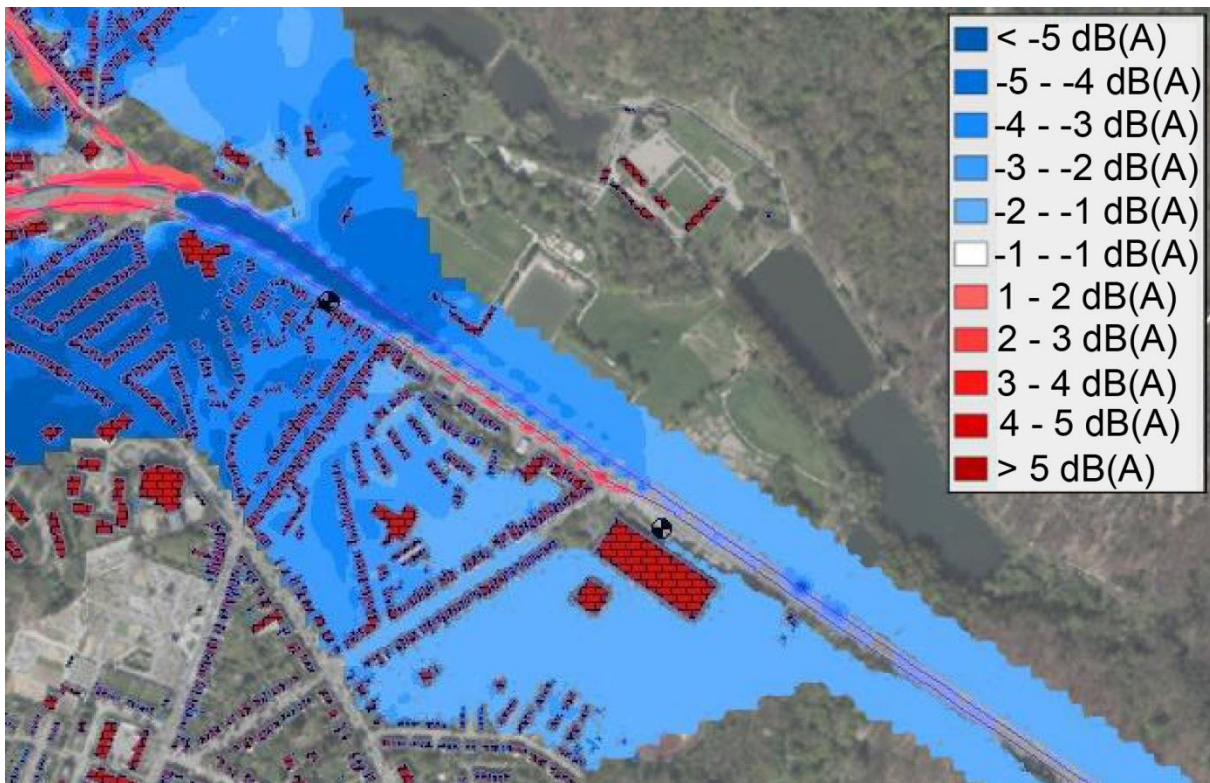 < -5 dB(A)
-5 - -4 dB(A)
-4 - -3 dB(A)
-3 - -2 dB(A)
-2 - -1 dB(A)
-1 - -1 dB(A)
1 - 2 dB(A)
2 - 3 dB(A)
3 - 4 dB(A)
4 - 5 dB(A)
> 5 dB(A)